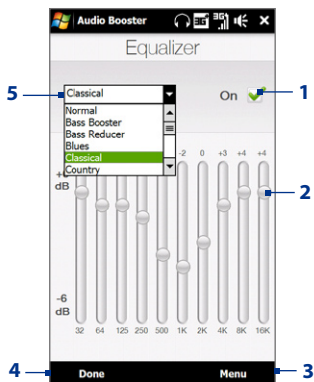 Audio Booster 3G 3G
Equalizer
5 Classical On 1
Normal
Bass Booster
Bass Reducer
Blues
Classical
Country
-2 0 +3 +4 +4
dB
2
-6
dB
32 64 125 250 500 1K 2K 4K 8K 16K
4 Done Menu 3